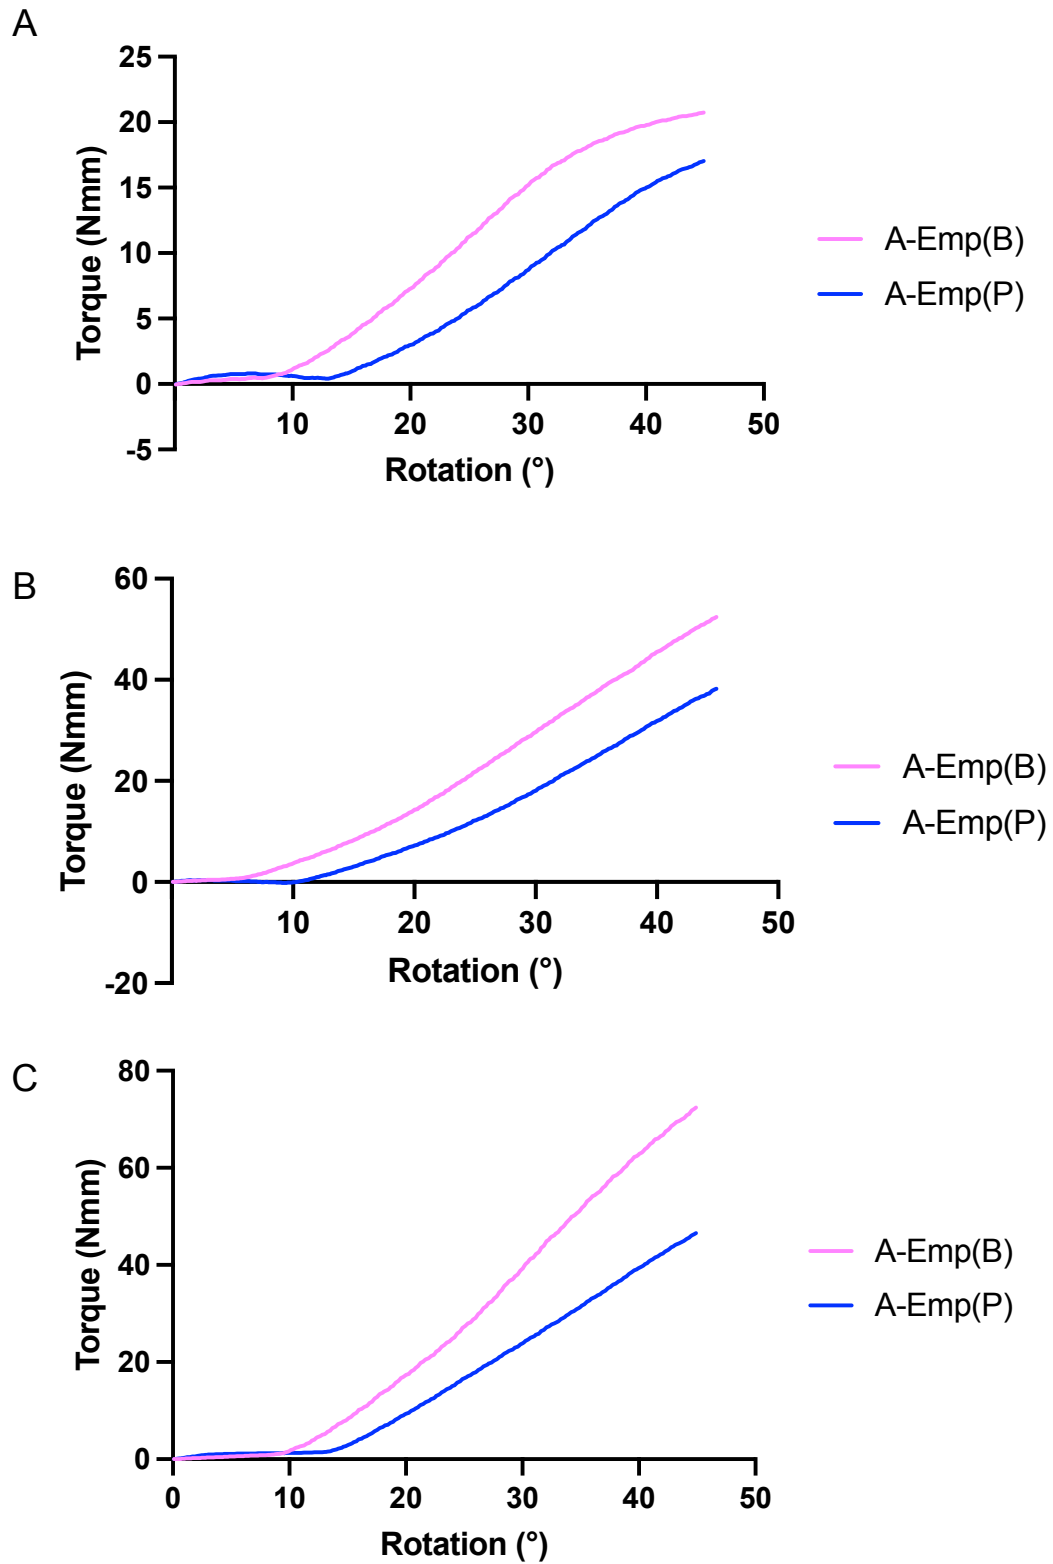 A
25
20
15
10
5
0
-5
10 20 30 40 50
Torque (Nmm)
Rotation (°)
A-Emp(B)
A-Emp(P)
B
60
40
20
0
-20
10 20 30 40 50
Torque (Nmm)
Rotation (°)
A-Emp(B)
A-Emp(P)
C
80
60
40
20
0
0 10 20 30 40 50
Torque (Nmm)
Rotation (°)
A-Emp(B)
A-Emp(P)